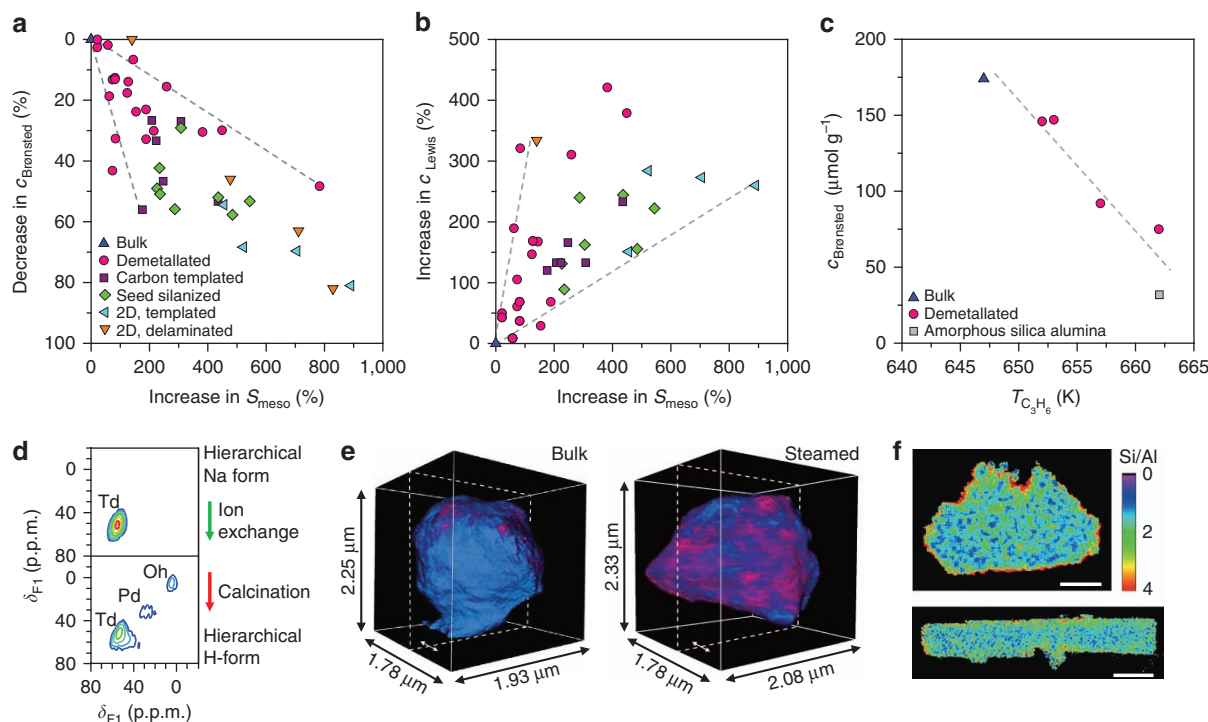 a
0
20
40
60
80
100
Decrease in cBrønsted (%)
Bulk
Demetallated
Carbon templated
Seed silanized
2D, templated
2D, delaminated
0 200 400 600 800 1,000
Increase in Smeso (%)
b
500
400
300
200
100
0
Increase in cLewis (%)
0 200 400 600 800 1,000
Increase in Smeso (%)
c
200
150
100
50
0
cBrønsted (μmol g−1)
Bulk
Demetallated
Amorphous silica alumina
640 645 650 655 660 665
TC3H6 (K)
d
0
40
80
0
40
80
δF1 (p.p.m.)
Td
Oh
Pd
Td
80 40 0
δF1 (p.p.m.)
Hierarchical
Na form
Ion
exchange
Calcination
Hierarchical
H-form
e
Bulk
2.25 μm
1.78 μm
1.93 μm
Steamed
2.33 μm
1.78 μm
2.08 μm
f
Si/Al
0
2
4